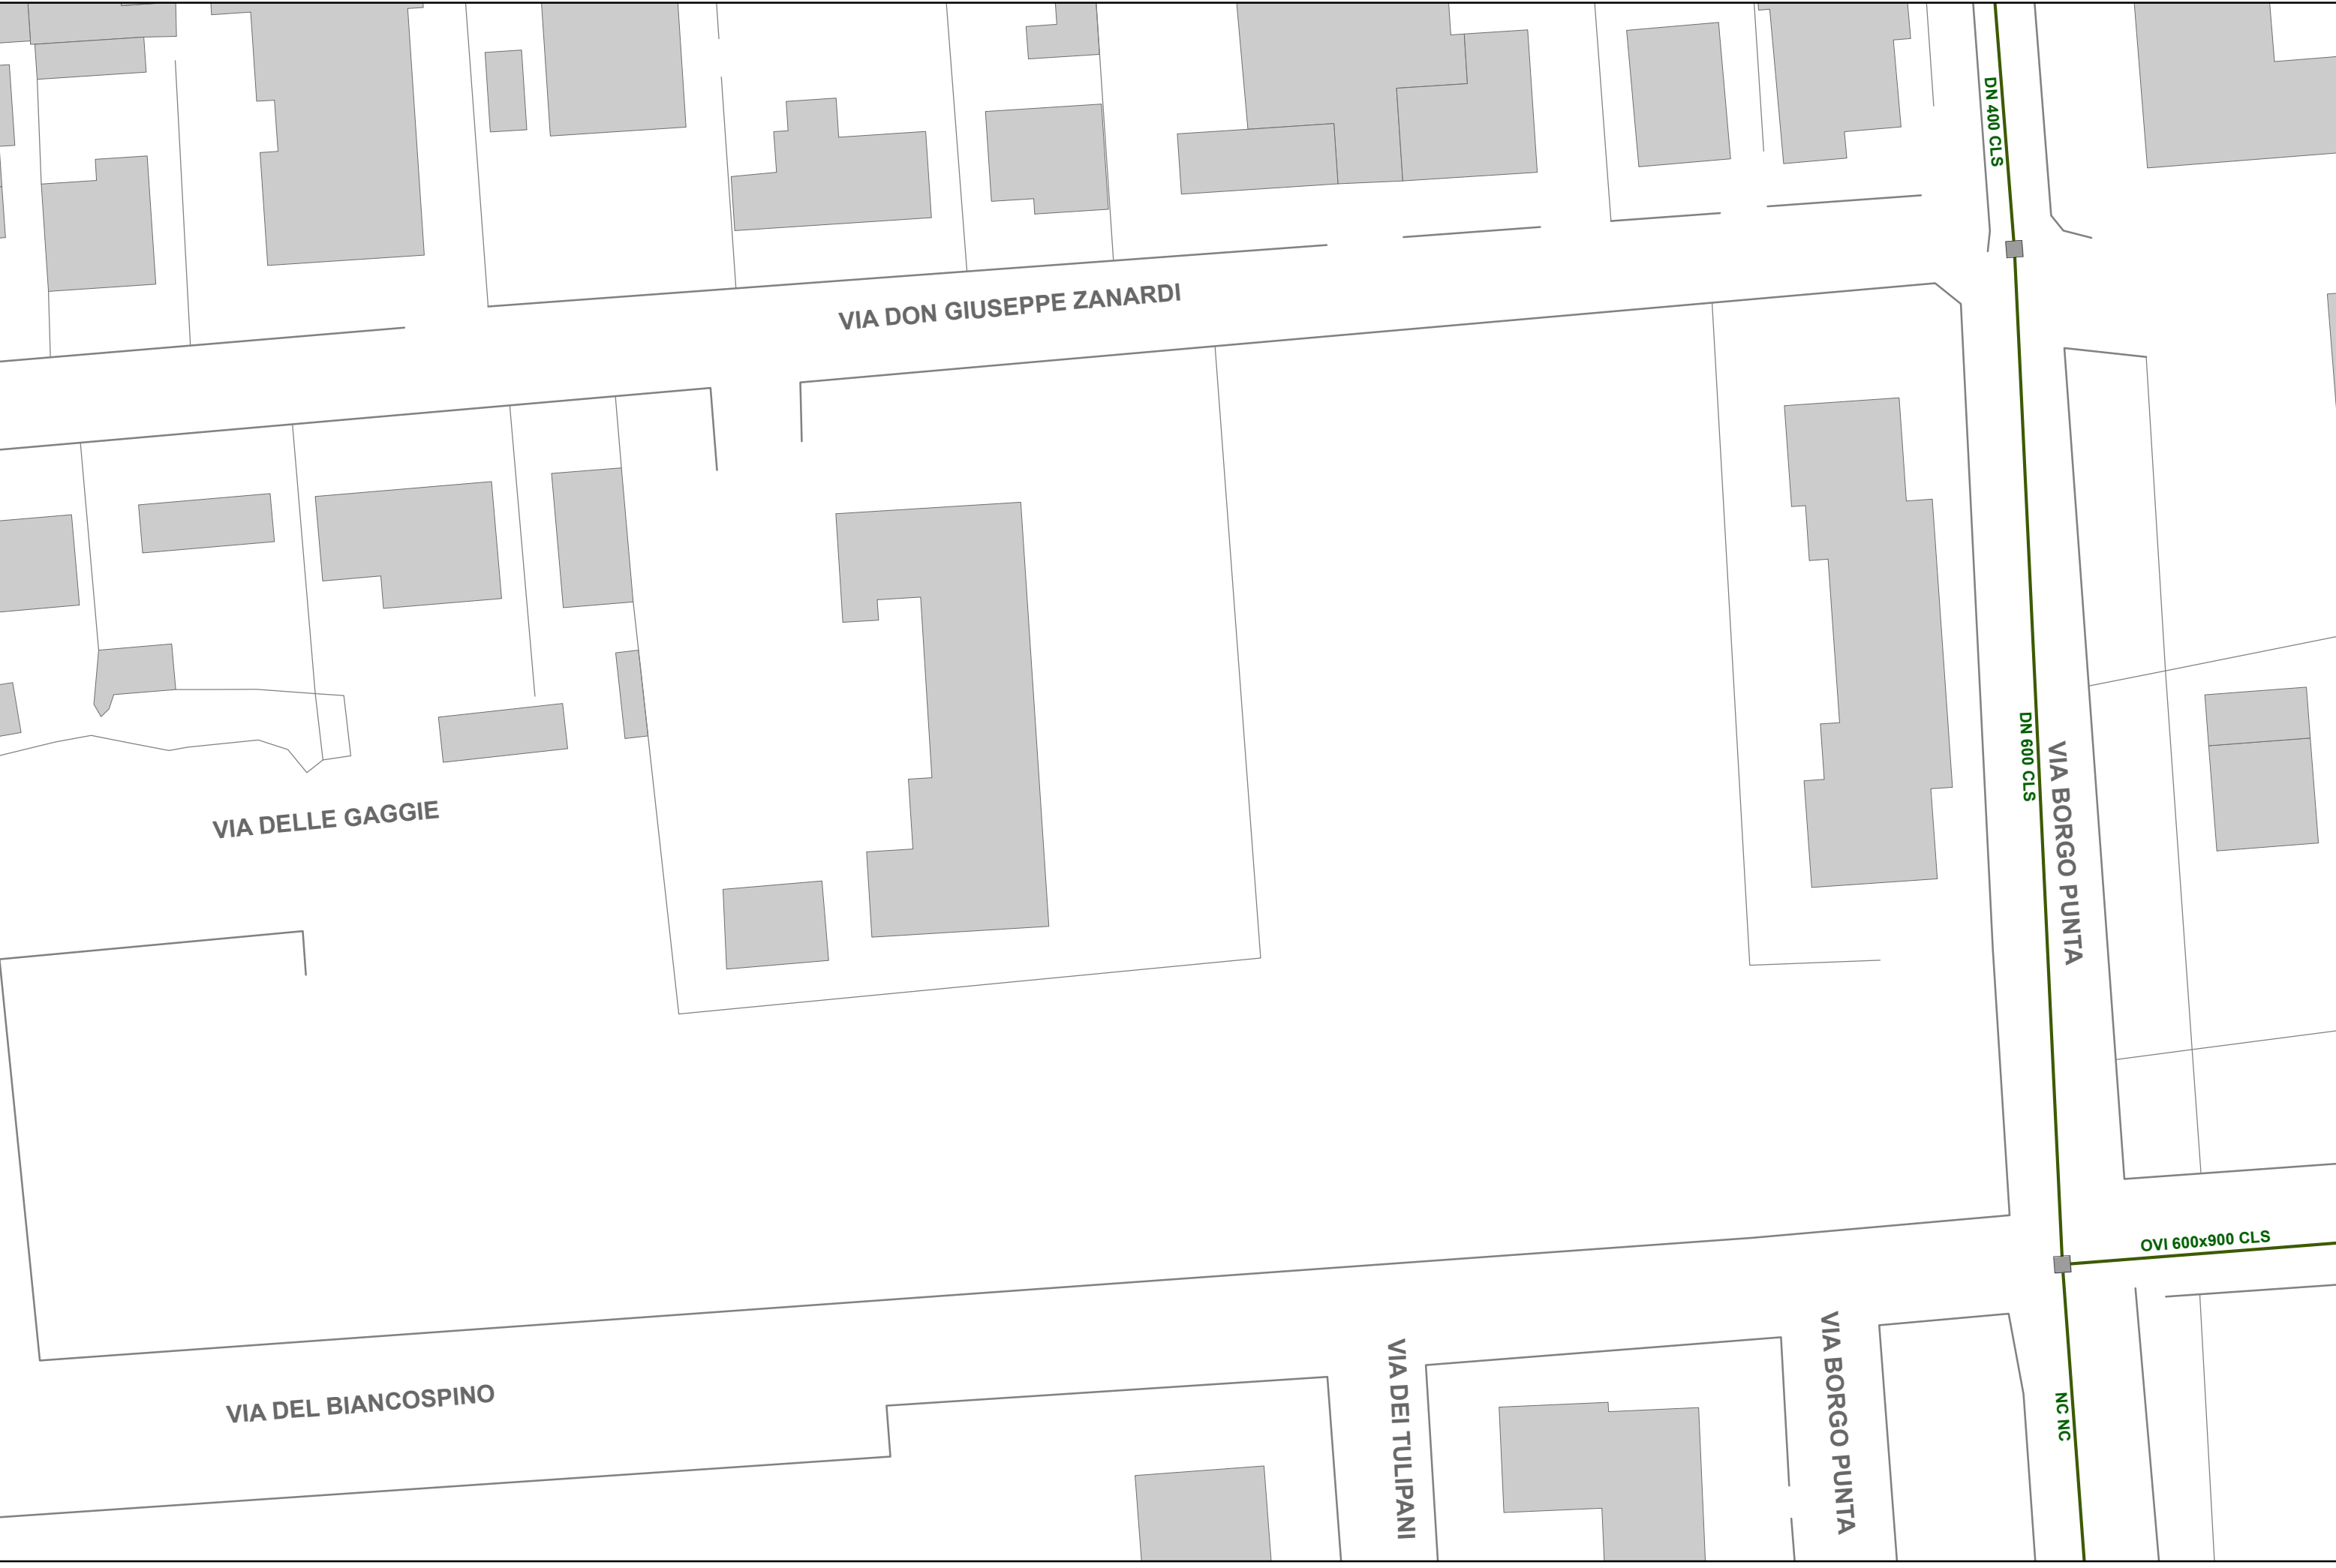 DN 400 CLS
VIA DON GIUSEPPE ZANARDI
DN 600 CLS
VIA BORGO PUNTA
VIA DELLE GAGGIE
OVI 600x900 CLS
VIA DEL BIANCOSPINO
VIA DEI TULIPANI
VIA BORGO PUNTA
NC NC